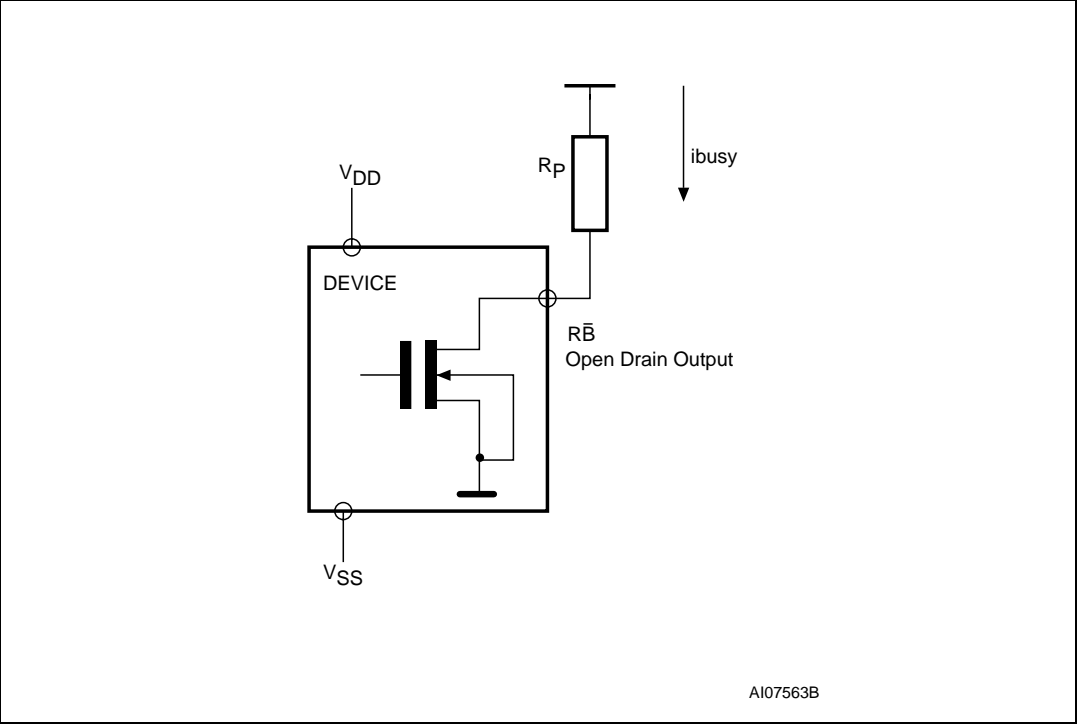 ibusy
RP
VDD
DEVICE
RB̅
Open Drain Output
VSS
AI07563B